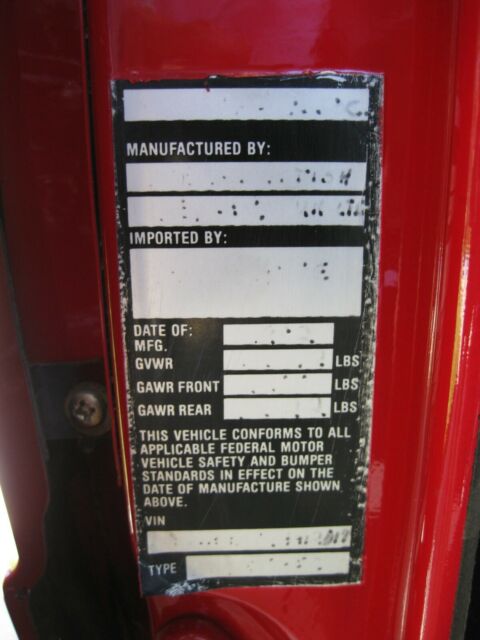 MANUFACTURED BY:
IMPORTED BY:
DATE OF:
MFG.
GVWR LBS
GAWR FRONT LBS
GAWR REAR LBS
THIS VEHICLE CONFORMS TO ALL
APPLICABLE FEDERAL MOTOR
VEHICLE SAFETY AND BUMPER
STANDARDS IN EFFECT ON THE
DATE OF MANUFACTURE SHOWN
ABOVE.
VIN
TYPE